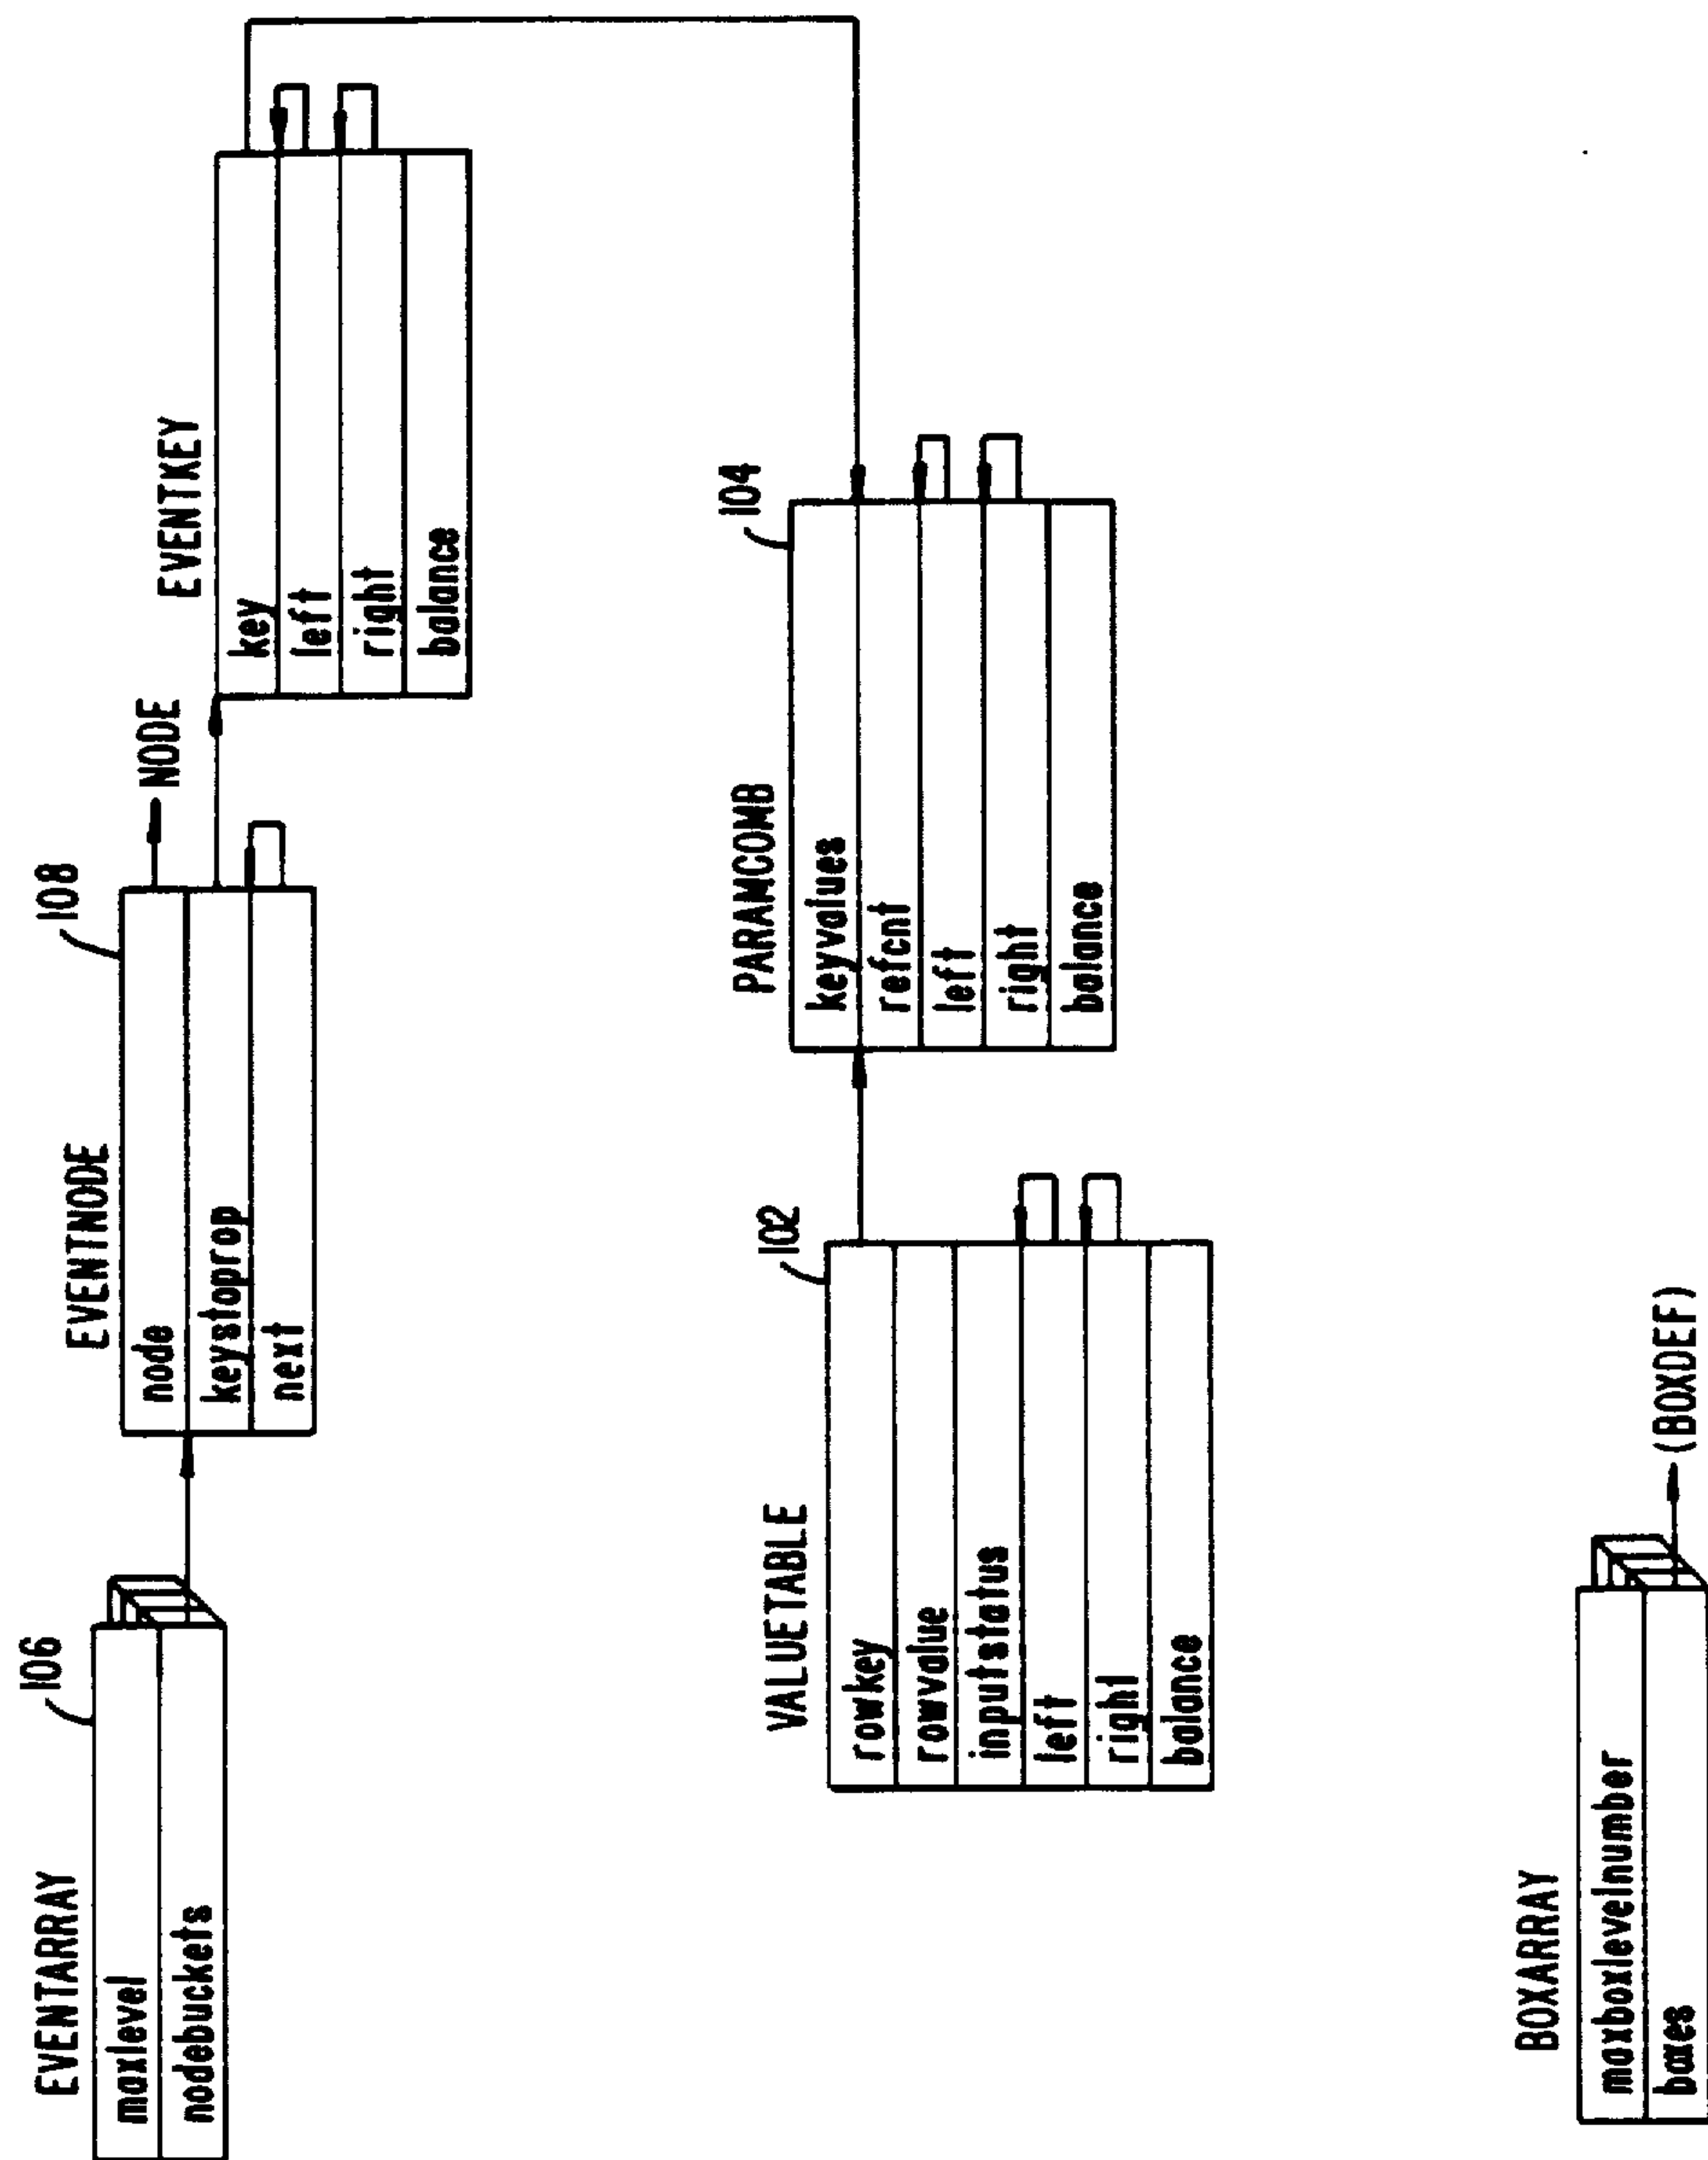 EVENTARRAY
106
maxlevel
nodebuckets
EVENTNODE
108
node
keystoprop
next
NODE
EVENTKEY
key
left
right
balance
VALUETABLE
102
rowkey
rowvalue
inputstatus
left
right
balance
PARAMCOMB
104
keyvalues
refcnt
left
right
balance
BOXARRAY
maxboxlevelnumber
boxes
(BOXDEF)